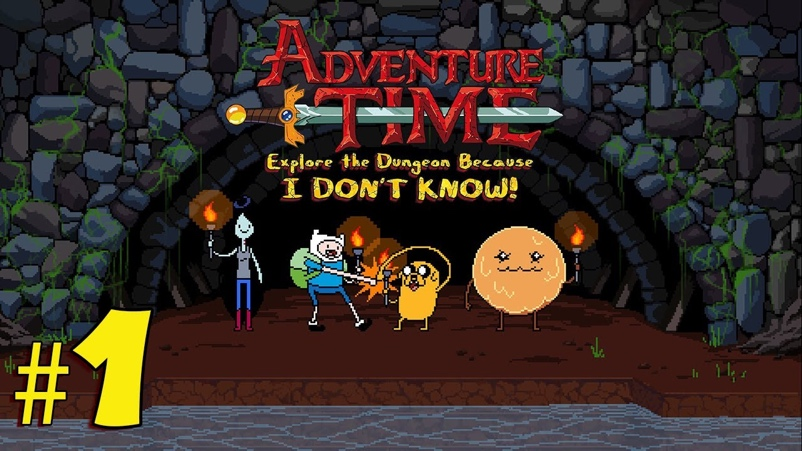 ADVENTURE
TIME
Explore the Dungeon Because
I DON'T KNOW!
#1